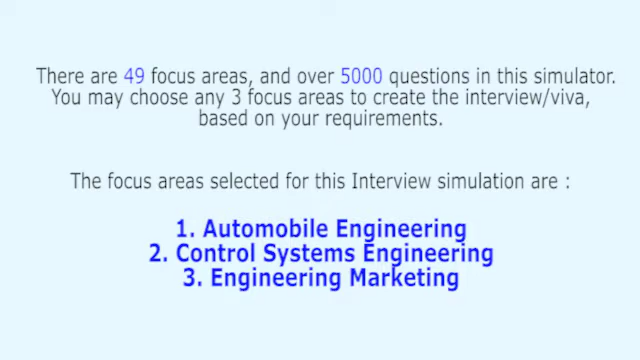 There are 49 focus areas, and over 5000 questions in this simulator.
You may choose any 3 focus areas to create the interview/viva,
based on your requirements.
The focus areas selected for this Interview simulation are :
1. Automobile Engineering
2. Control Systems Engineering
3. Engineering Marketing